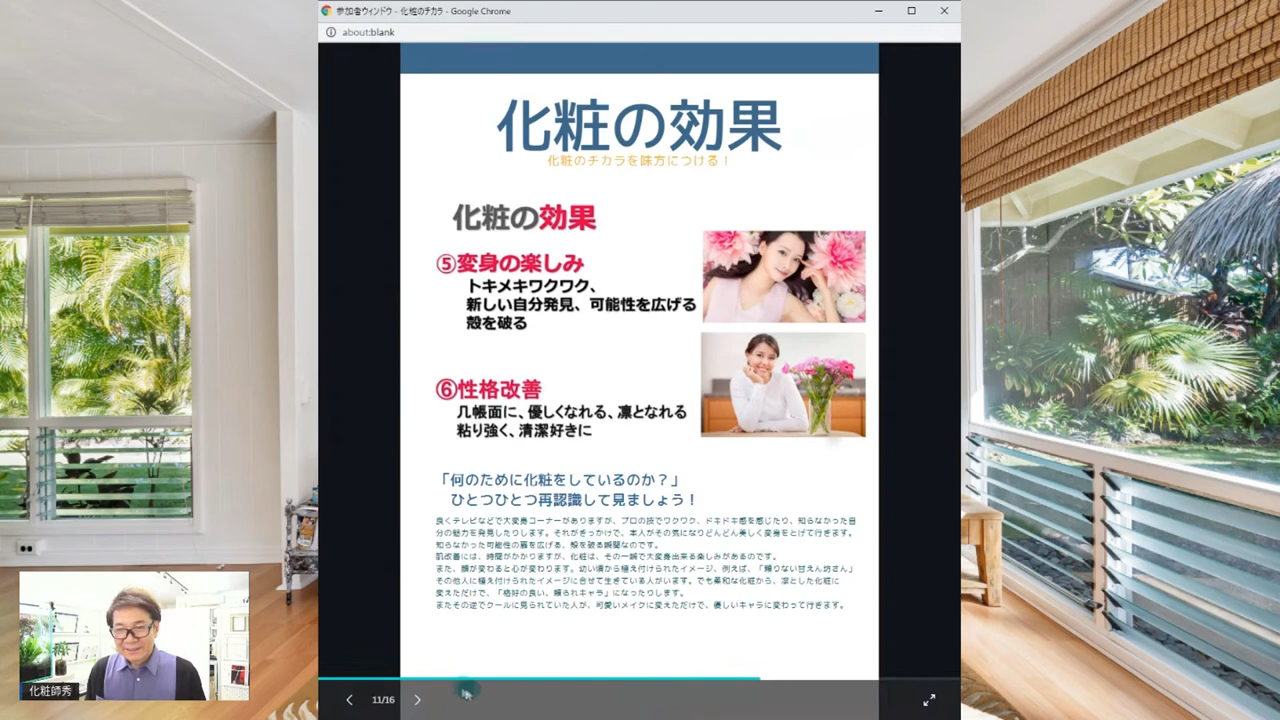 参加者ウィンドウ - 化粧のチカラ - Google Chrome
about:blank
化粧の効果
化粧のチカラを味方につける！
化粧の効果
⑤変身の楽しみ
トキメキワクワク、
新しい自分発見、可能性を広げる
殻を破る
⑥性格改善
几帳面に、優しくなれる、凛となれる
粘り強く、清潔好きに
「何のために化粧をしているのか？」
ひとつひとつ再認識して見ましょう！
良くテレビなどで大変身コーナーがありますが、プロの技でワクワク、ドキドキ感を感じたり、知らなかった自
分の魅力を発見したりします。それがきっかけで、本人がその気になりどんどん美しく変身をとげて行きます。
知らなかった可能性の扉を広げる、殻を破る瞬間なのです。
肌改善には、時間がかかりますが、化粧は、その一瞬で大変身出来る楽しみがあるのです。
また、顔が変わると心が変わります。幼い頃から植え付けられたイメージ、例えば、「頼りない甘えん坊さん」
その他人に植え付けられたイメージに合せて生きている人がいます。でも柔和な化粧から、凛とした化粧に
変えただけで、「格好の良い、頼られキャラ」になったりします。
またその逆でクールに見られていた人が、可愛いメイクに変えただけで、優しいキャラに変わって行きます。
11/16
化粧師秀